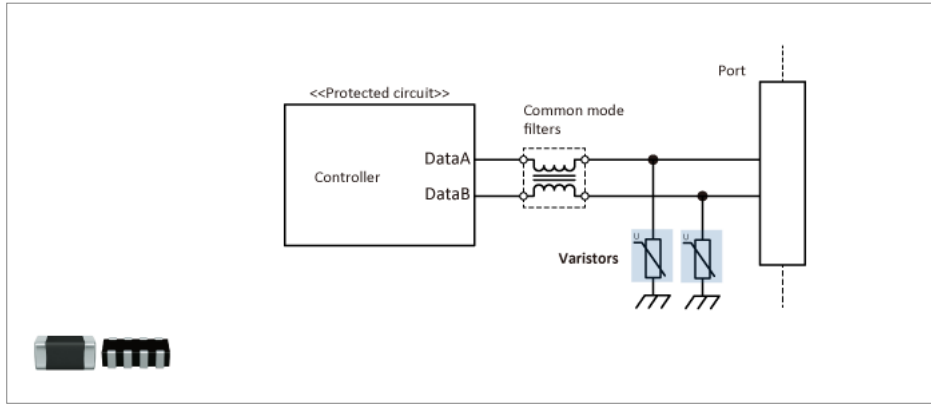 Port
<<Protected circuit>>
Common mode
filters
DataA
Controller
DataB
U
U
Varistors